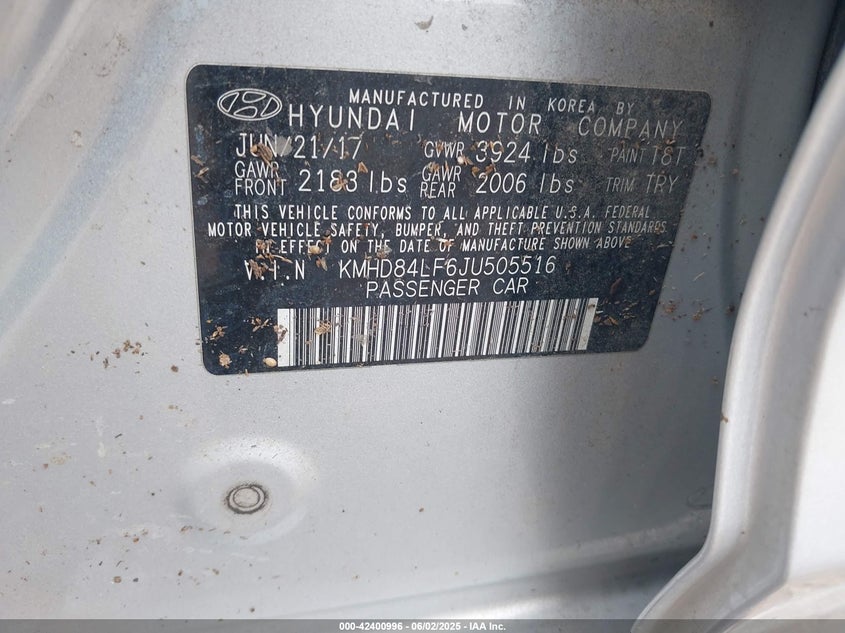 MANUFACTURED IN KOREA BY
HYUNDAI MOTOR COMPANY
JUN/21/17 GVWR 3924 lbs PAINT T8T
GAWR FRONT 2183 lbs GAWR REAR 2006 lbs TRIM TRY
THIS VEHICLE CONFORMS TO ALL APPLICABLE U.S.A. FEDERAL
MOTOR VEHICLE SAFETY, BUMPER, AND THEFT PREVENTION STANDARDS
IN EFFECT ON THE DATE OF MANUFACTURE SHOWN ABOVE
V.I.N KMHD84LF6JU505516
PASSENGER CAR
000-42400996 - 06/02/2025 - IAA Inc.